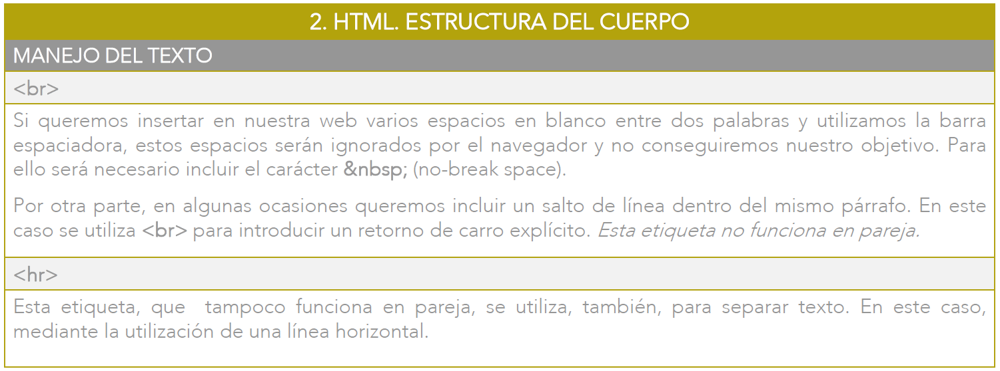 2. HTML. ESTRUCTURA DEL CUERPO
MANEJO DEL TEXTO
<br>
Si queremos insertar en nuestra web varios espacios en blanco entre dos palabras y utilizamos la barra
espaciadora, estos espacios serán ignorados por el navegador y no conseguiremos nuestro objetivo. Para
ello será necesario incluir el carácter &nbsp; (no-break space).
Por otra parte, en algunas ocasiones queremos incluir un salto de línea dentro del mismo párrafo. En este
caso se utiliza <br> para introducir un retorno de carro explícito. Esta etiqueta no funciona en pareja.
<hr>
Esta etiqueta, que  tampoco funciona en pareja, se utiliza, también, para separar texto. En este caso,
mediante la utilización de una línea horizontal.